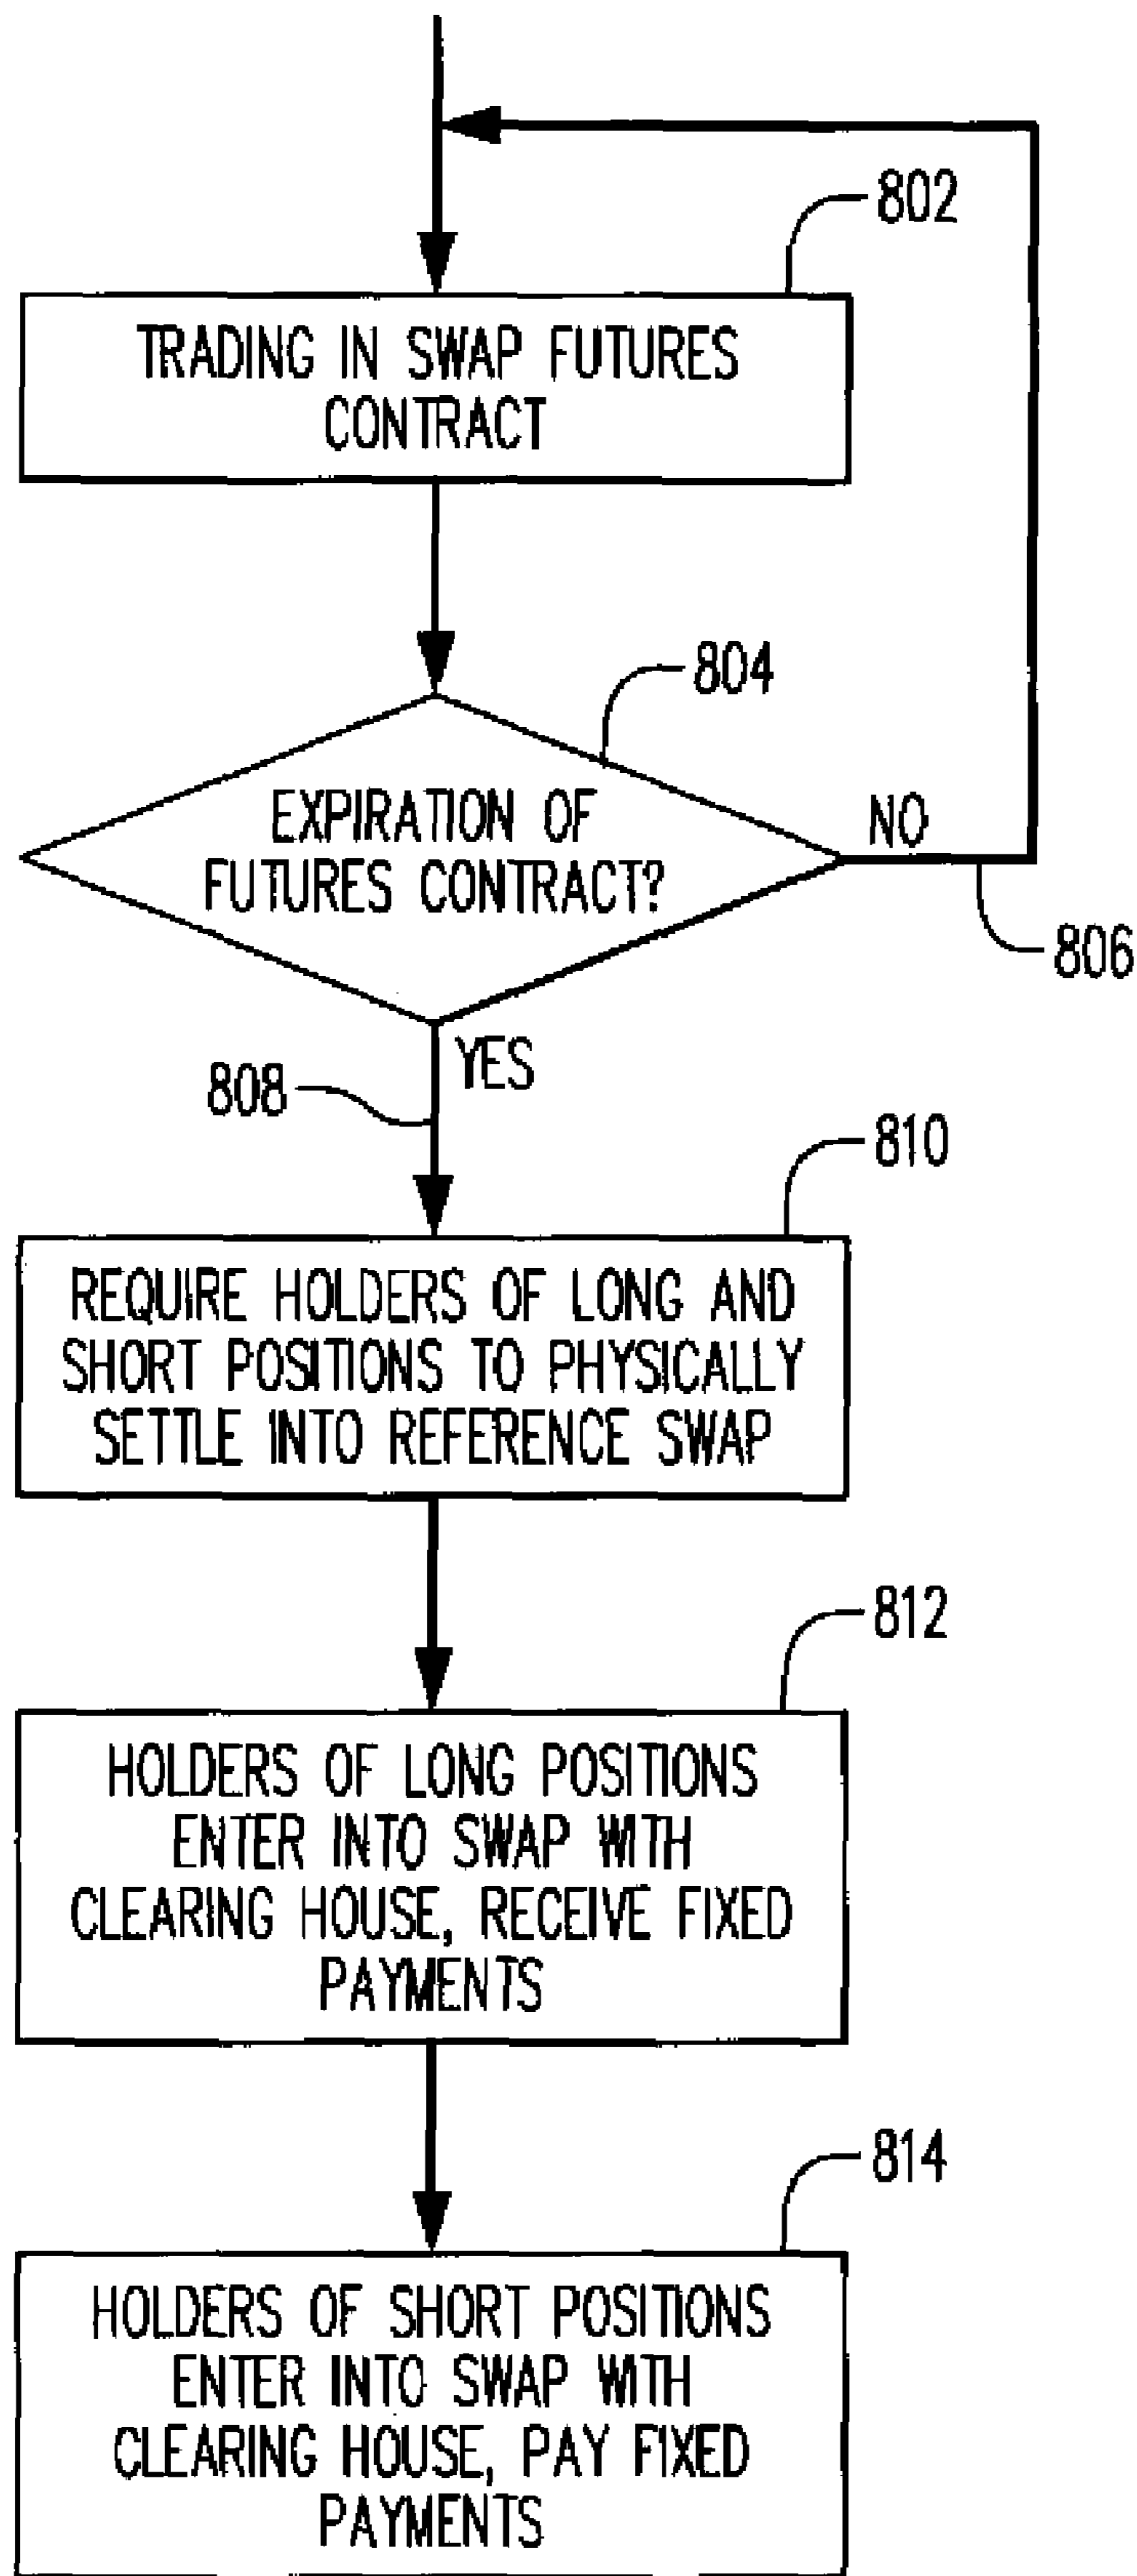 802
TRADING IN SWAP FUTURES
CONTRACT
804
EXPIRATION OF
FUTURES CONTRACT?
NO
806
YES
808
810
REQUIRE HOLDERS OF LONG AND
SHORT POSITIONS TO PHYSICALLY
SETTLE INTO REFERENCE SWAP
812
HOLDERS OF LONG POSITIONS
ENTER INTO SWAP WITH
CLEARING HOUSE, RECEIVE FIXED
PAYMENTS
814
HOLDERS OF SHORT POSITIONS
ENTER INTO SWAP WITH
CLEARING HOUSE, PAY FIXED
PAYMENTS